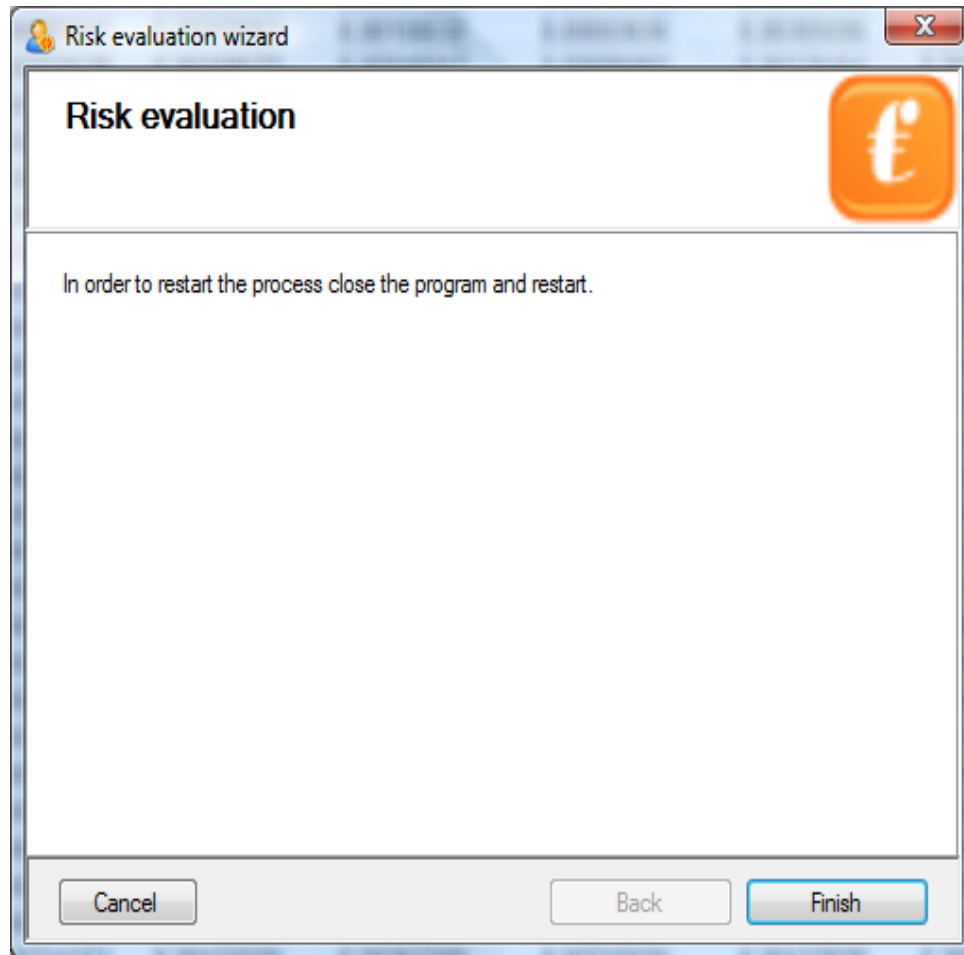 Risk evaluation wizard
Risk evaluation
In order to restart the process close the program and restart.
Cancel
Back
Finish